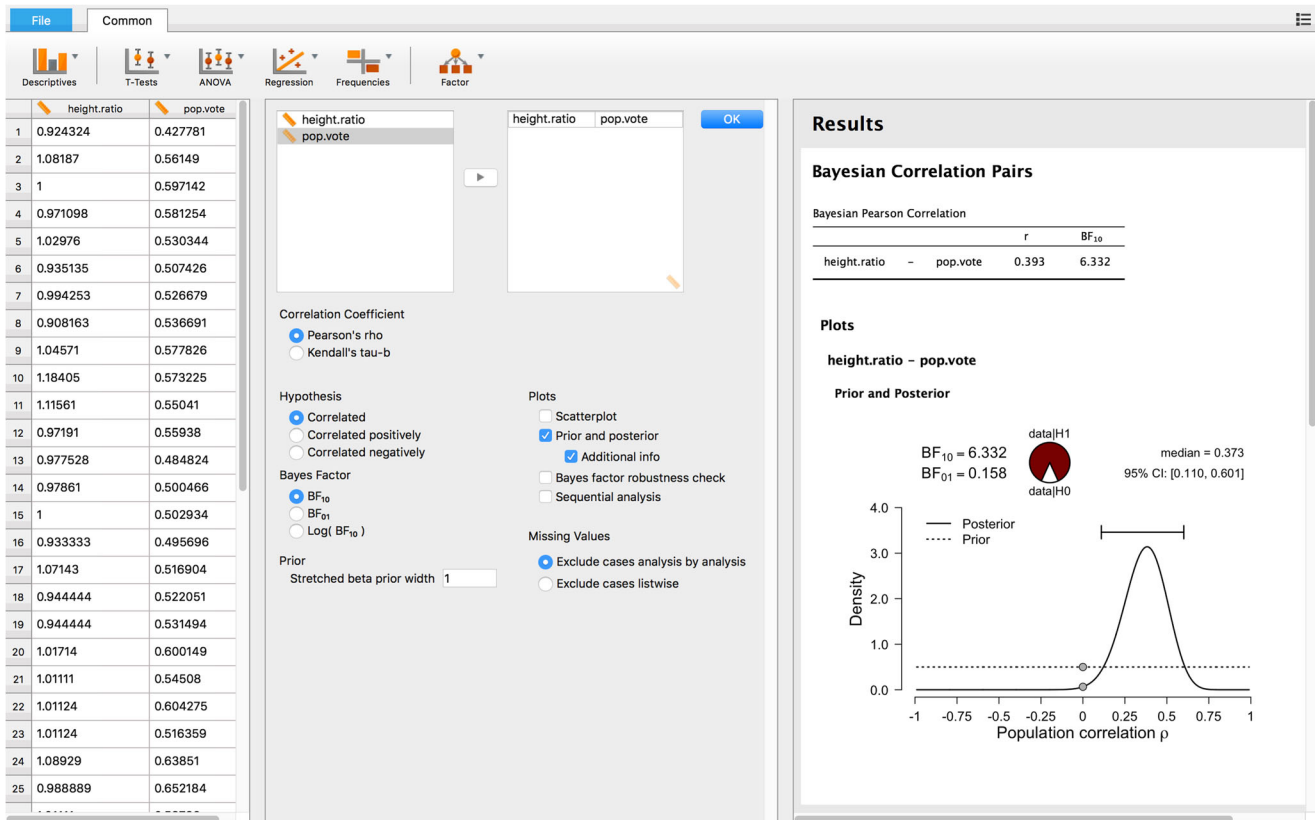 File Common
Descriptives T-Tests ANOVA Regression Frequencies Factor
height.ratio pop.vote
1 0.924324 0.427781
2 1.08187 0.56149
3 1 0.597142
4 0.971098 0.581254
5 1.02976 0.530344
6 0.935135 0.507426
7 0.994253 0.526679
8 0.908163 0.536691
9 1.04571 0.577826
10 1.18405 0.573225
11 1.11561 0.55041
12 0.97191 0.55938
13 0.977528 0.484824
14 0.97861 0.500466
15 1 0.502934
16 0.933333 0.495696
17 1.07143 0.516904
18 0.944444 0.522051
19 0.944444 0.531494
20 1.01714 0.600149
21 1.01111 0.54508
22 1.01124 0.604275
23 1.01124 0.516359
24 1.08929 0.63851
25 0.988889 0.652184
height.ratio
pop.vote
height.ratio pop.vote
OK
Correlation Coefficient
Pearson's rho
Kendall's tau-b
Hypothesis
Correlated
Correlated positively
Correlated negatively
Bayes Factor
BF₁₀
BF₀₁
Log( BF₁₀ )
Prior
Stretched beta prior width 1
Plots
Scatterplot
Prior and posterior
Additional info
Bayes factor robustness check
Sequential analysis
Missing Values
Exclude cases analysis by analysis
Exclude cases listwise
Results
Bayesian Correlation Pairs
Bayesian Pearson Correlation
r BF₁₀
height.ratio – pop.vote 0.393 6.332
Plots
height.ratio – pop.vote
Prior and Posterior
data|H1
BF₁₀ = 6.332
BF₀₁ = 0.158
data|H0
median = 0.373
95% CI: [0.110, 0.601]
Posterior
Prior
4.0
3.0
2.0
1.0
0.0
Density
-1 -0.75 -0.5 -0.25 0 0.25 0.5 0.75 1
Population correlation ρ